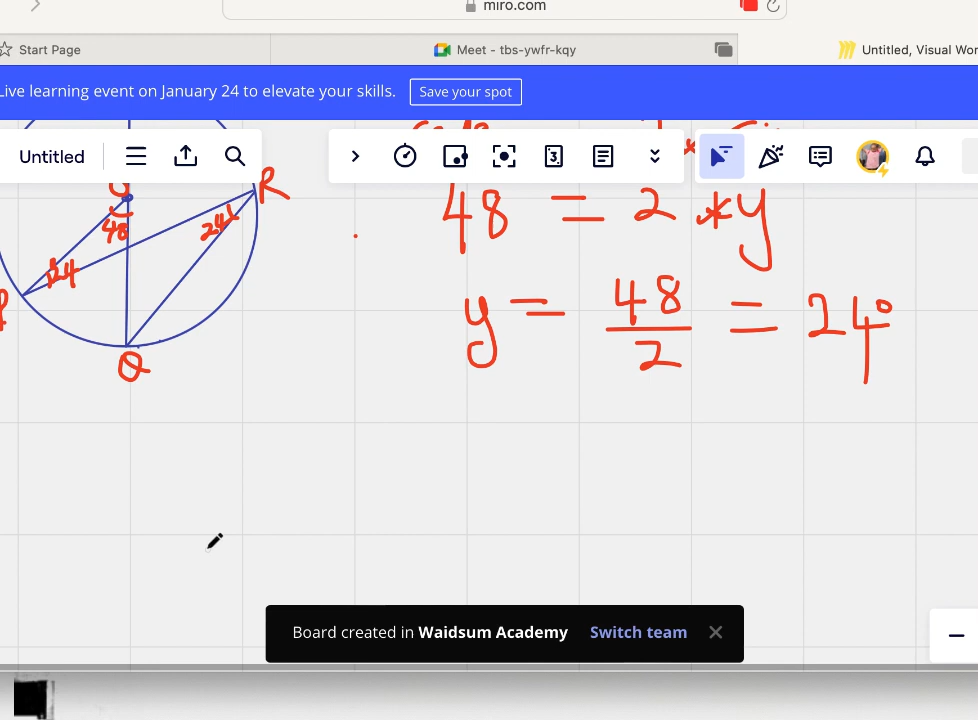 miro.com
Start Page
Meet - tbs-ywfr-kqy
Untitled, Visual Wor
Live learning event on January 24 to elevate your skills.
Save your spot
Untitled
3
R
48
24
24
Q
48 = 2 * y
y = 48/2 = 24°
Board created in Waidsum Academy
Switch team